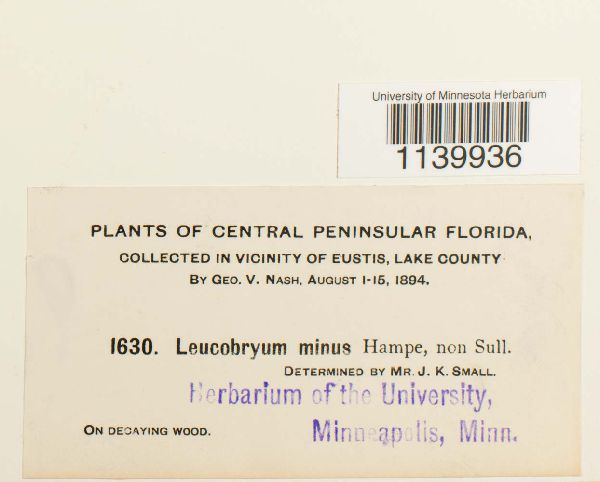 University of Minnesota Herbarium
1139936
PLANTS OF CENTRAL PENINSULAR FLORIDA,
COLLECTED IN VICINITY OF EUSTIS, LAKE COUNTY
BY GEO. V. NASH, AUGUST 1-15, 1894.
1630. Leucobryum minus Hampe, non Sull.
DETERMINED BY MR. J. K. SMALL.
Herbarium of the University,
ON DECAYING WOOD.
Minneapolis, Minn.